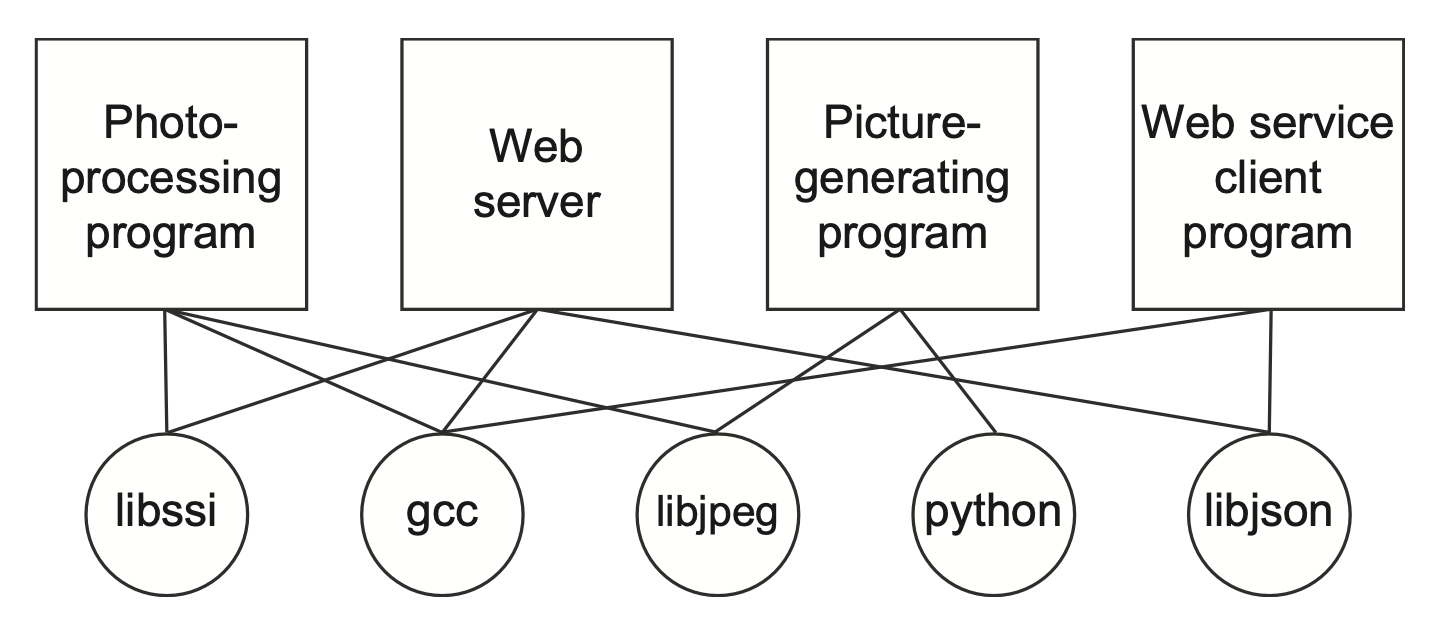 Photo-
processing
program
Web
server
Picture-
generating
program
Web service
client
program
libssi
gcc
libjpeg
python
libjson